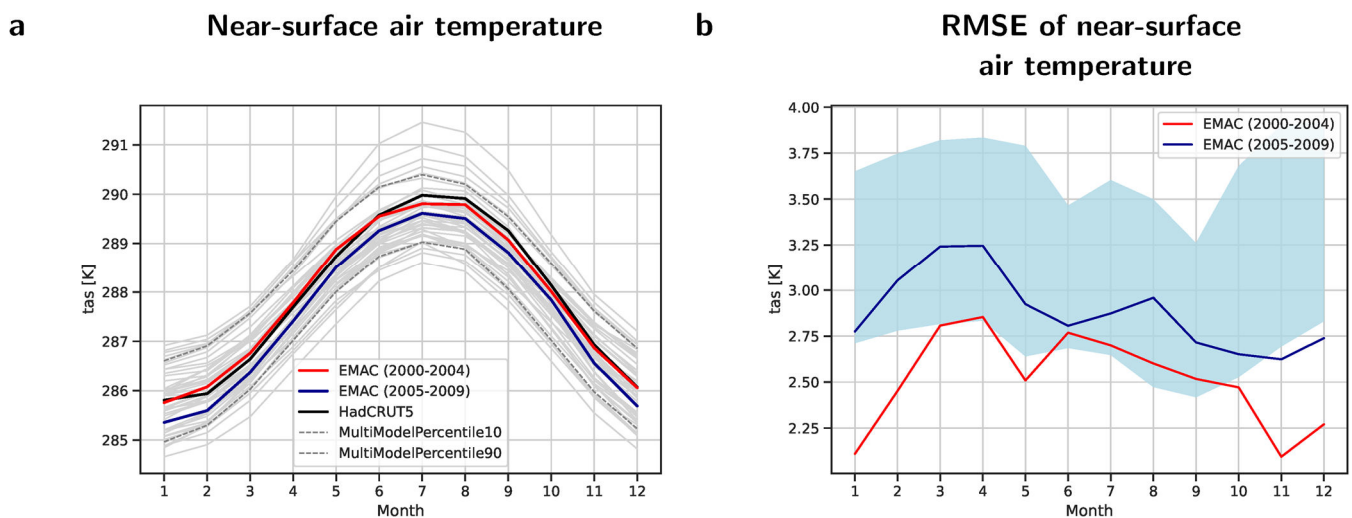 a
Near-surface air temperature
tas [K]
291
290
289
288
287
286
285
EMAC (2000-2004)
EMAC (2005-2009)
HadCRUT5
MultiModelPercentile10
MultiModelPercentile90
1 2 3 4 5 6 7 8 9 10 11 12
Month
b
RMSE of near-surface
air temperature
tas [K]
4.00
3.75
3.50
3.25
3.00
2.75
2.50
2.25
EMAC (2000-2004)
EMAC (2005-2009)
1 2 3 4 5 6 7 8 9 10 11 12
Month